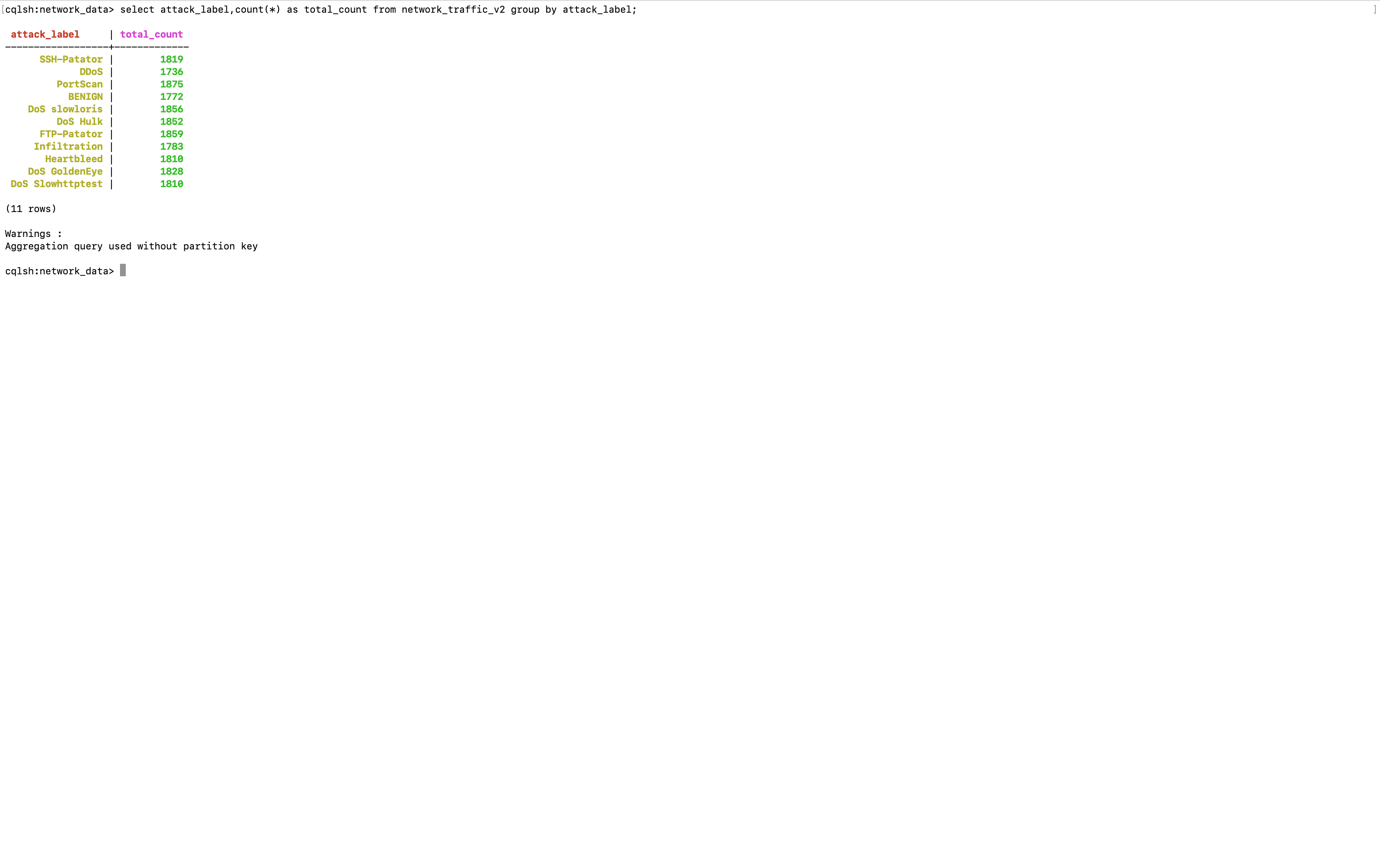 [cqlsh:network_data> select attack_label,count(*) as total_count from network_traffic_v2 group by attack_label; ]
attack_label | total_count
------------------+-------------
SSH-Patator | 1819
DDoS | 1736
PortScan | 1875
BENIGN | 1772
DoS slowloris | 1856
DoS Hulk | 1852
FTP-Patator | 1859
Infiltration | 1783
Heartbleed | 1810
DoS GoldenEye | 1828
DoS Slowhttptest | 1810
(11 rows)
Warnings :
Aggregation query used without partition key
cqlsh:network_data>